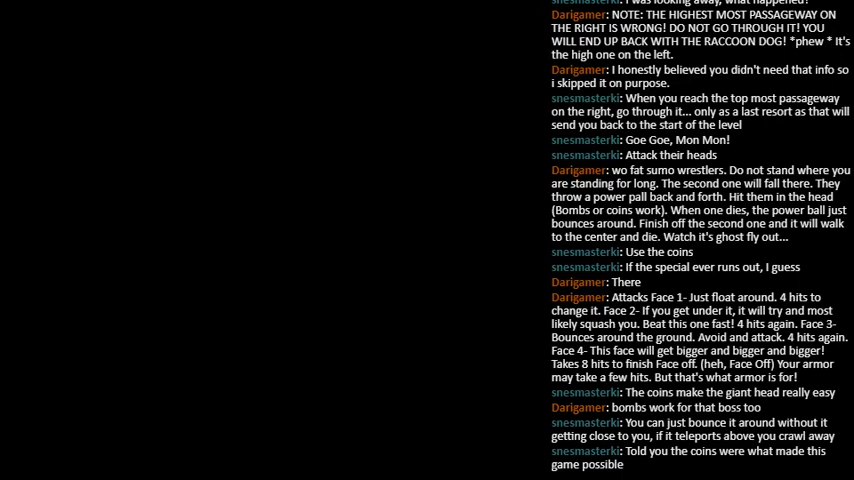 snesmasterki: I was looking away, what happened?
Darigamer: NOTE: THE HIGHEST MOST PASSAGEWAY ON
THE RIGHT IS WRONG! DO NOT GO THROUGH IT! YOU
WILL END UP BACK WITH THE RACCOON DOG! *phew * It's
the high one on the left.
Darigamer: I honestly believed you didn't need that info so
i skipped it on purpose.
snesmasterki: When you reach the top most passageway
on the right, go through it... only as a last resort as that will
send you back to the start of the level
snesmasterki: Goe Goe, Mon Mon!
snesmasterki: Attack their heads
Darigamer: wo fat sumo wrestlers. Do not stand where you
are standing for long. The second one will fall there. They
throw a power pall back and forth. Hit them in the head
(Bombs or coins work). When one dies, the power ball just
bounces around. Finish off the second one and it will walk
to the center and die. Watch it's ghost fly out...
snesmasterki: Use the coins
snesmasterki: If the special ever runs out, I guess
Darigamer: There
Darigamer: Attacks Face 1- Just float around. 4 hits to
change it. Face 2- If you get under it, it will try and most
likely squash you. Beat this one fast! 4 hits again. Face 3-
Bounces around the ground. Avoid and attack. 4 hits again.
Face 4- This face will get bigger and bigger and bigger!
Takes 8 hits to finish Face off. (heh, Face Off) Your armor
may take a few hits. But that's what armor is for!
snesmasterki: The coins make the giant head really easy
Darigamer: bombs work for that boss too
snesmasterki: You can just bounce it around without it
getting close to you, if it teleports above you crawl away
snesmasterki: Told you the coins were what made this
game possible